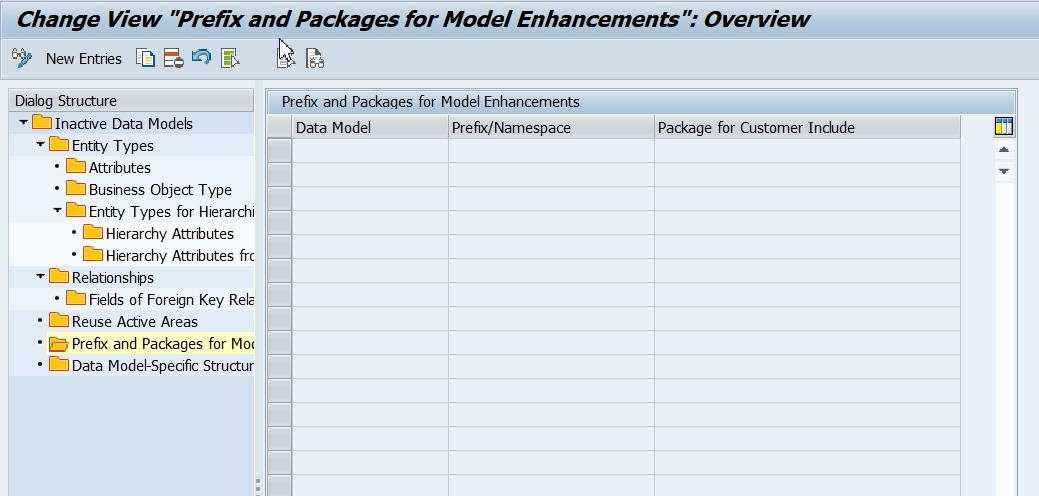 Change View "Prefix and Packages for Model Enhancements": Overview
New Entries
Dialog Structure
Inactive Data Models
Entity Types
Attributes
Business Object Type
Entity Types for Hierarchi
Hierarchy Attributes
Hierarchy Attributes fro
Relationships
Fields of Foreign Key Rela
Reuse Active Areas
Prefix and Packages for Moc
Data Model-Specific Structur
Prefix and Packages for Model Enhancements
Data Model Prefix/Namespace Package for Customer Include